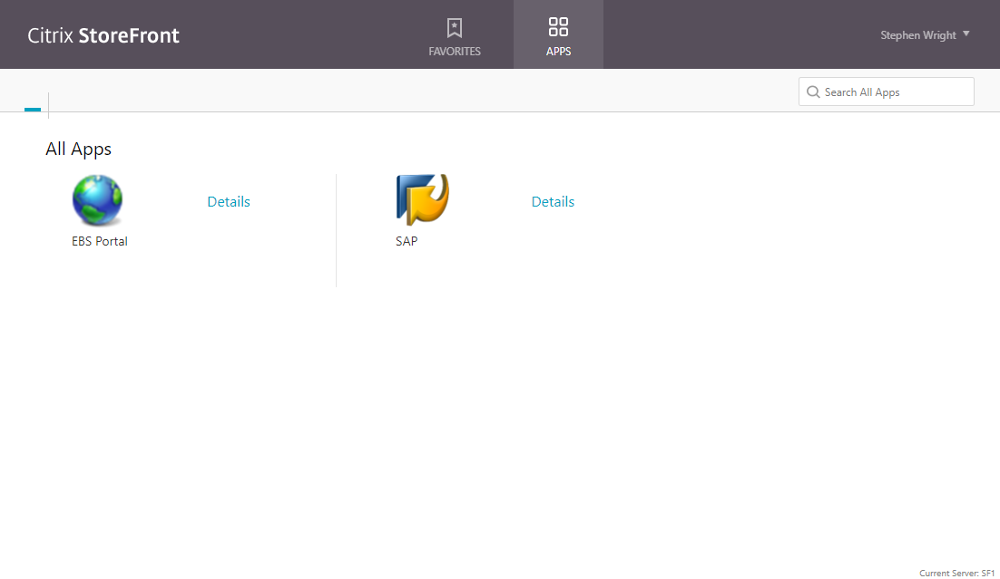 Citrix StoreFront
FAVORITES
APPS
Stephen Wright
Search All Apps
All Apps
Details
Details
EBS Portal
SAP
Current Server: SF1